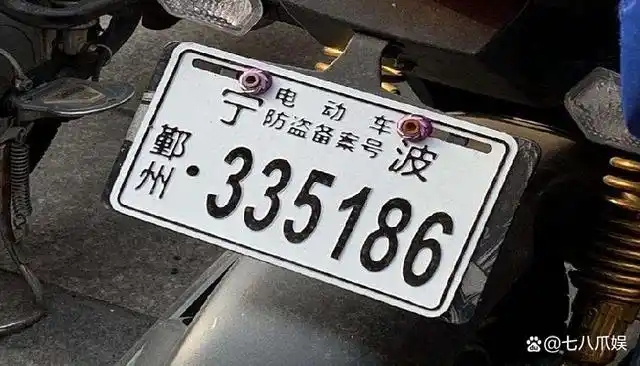 电动车
宁防盗备案号波
鄞州·335186
@七八爪娱